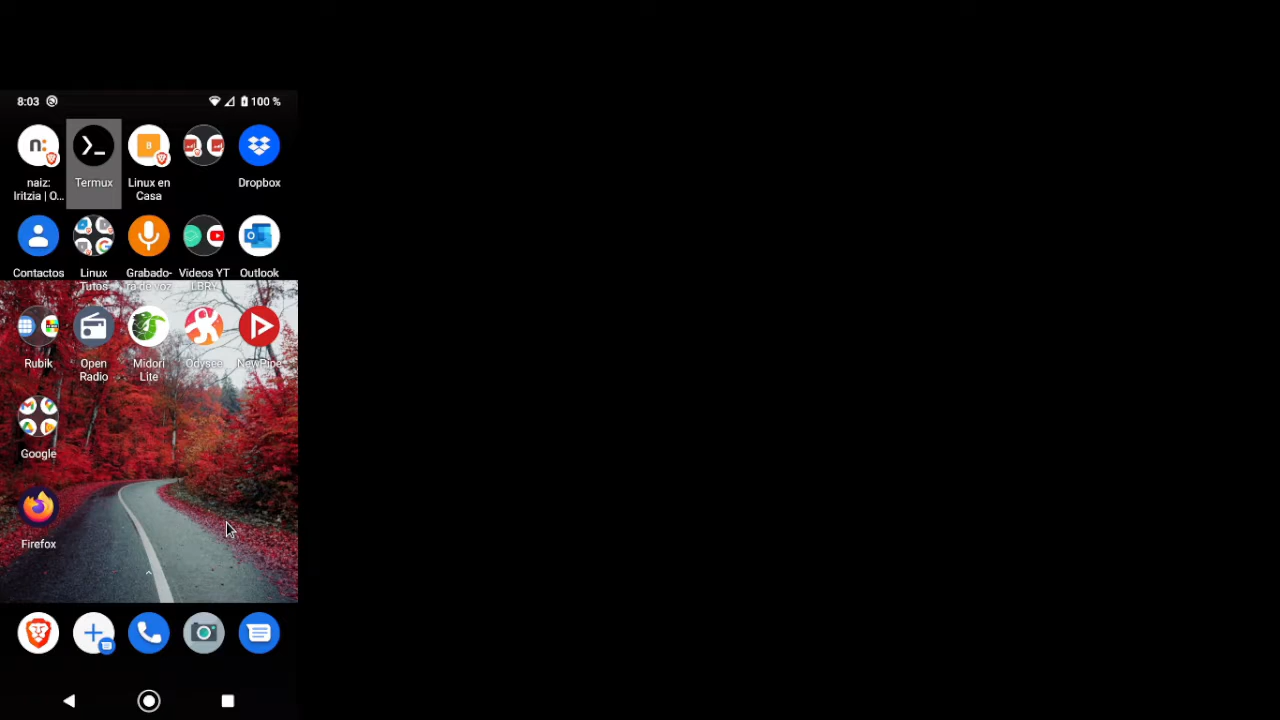 8:03 100 %
n:
B
naiz:
Iritzia | O...
Termux
Linux en
Casa
Dropbox
Contactos
Linux
Tutos
Grabado-
ra de voz
Videos YT
LBRY
Outlook
Rubik
Open
Radio
Midori
Lite
Odysee
NewPipe
Google
Firefox